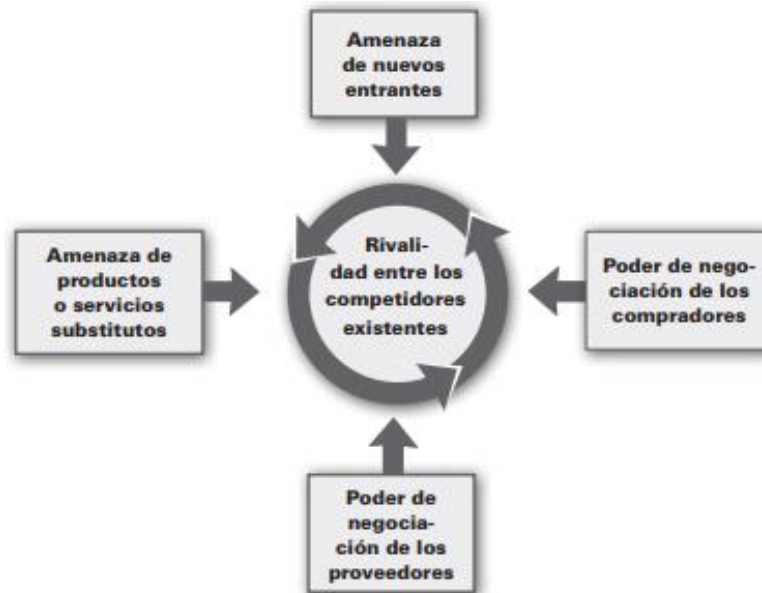 Amenaza
de nuevos
entrantes
Amenaza de
productos
o servicios
substitutos
Rivali-
dad entre los
competidores
existentes
Poder de nego-
ciación de los
compradores
Poder de
negocia-
ción de los
proveedores